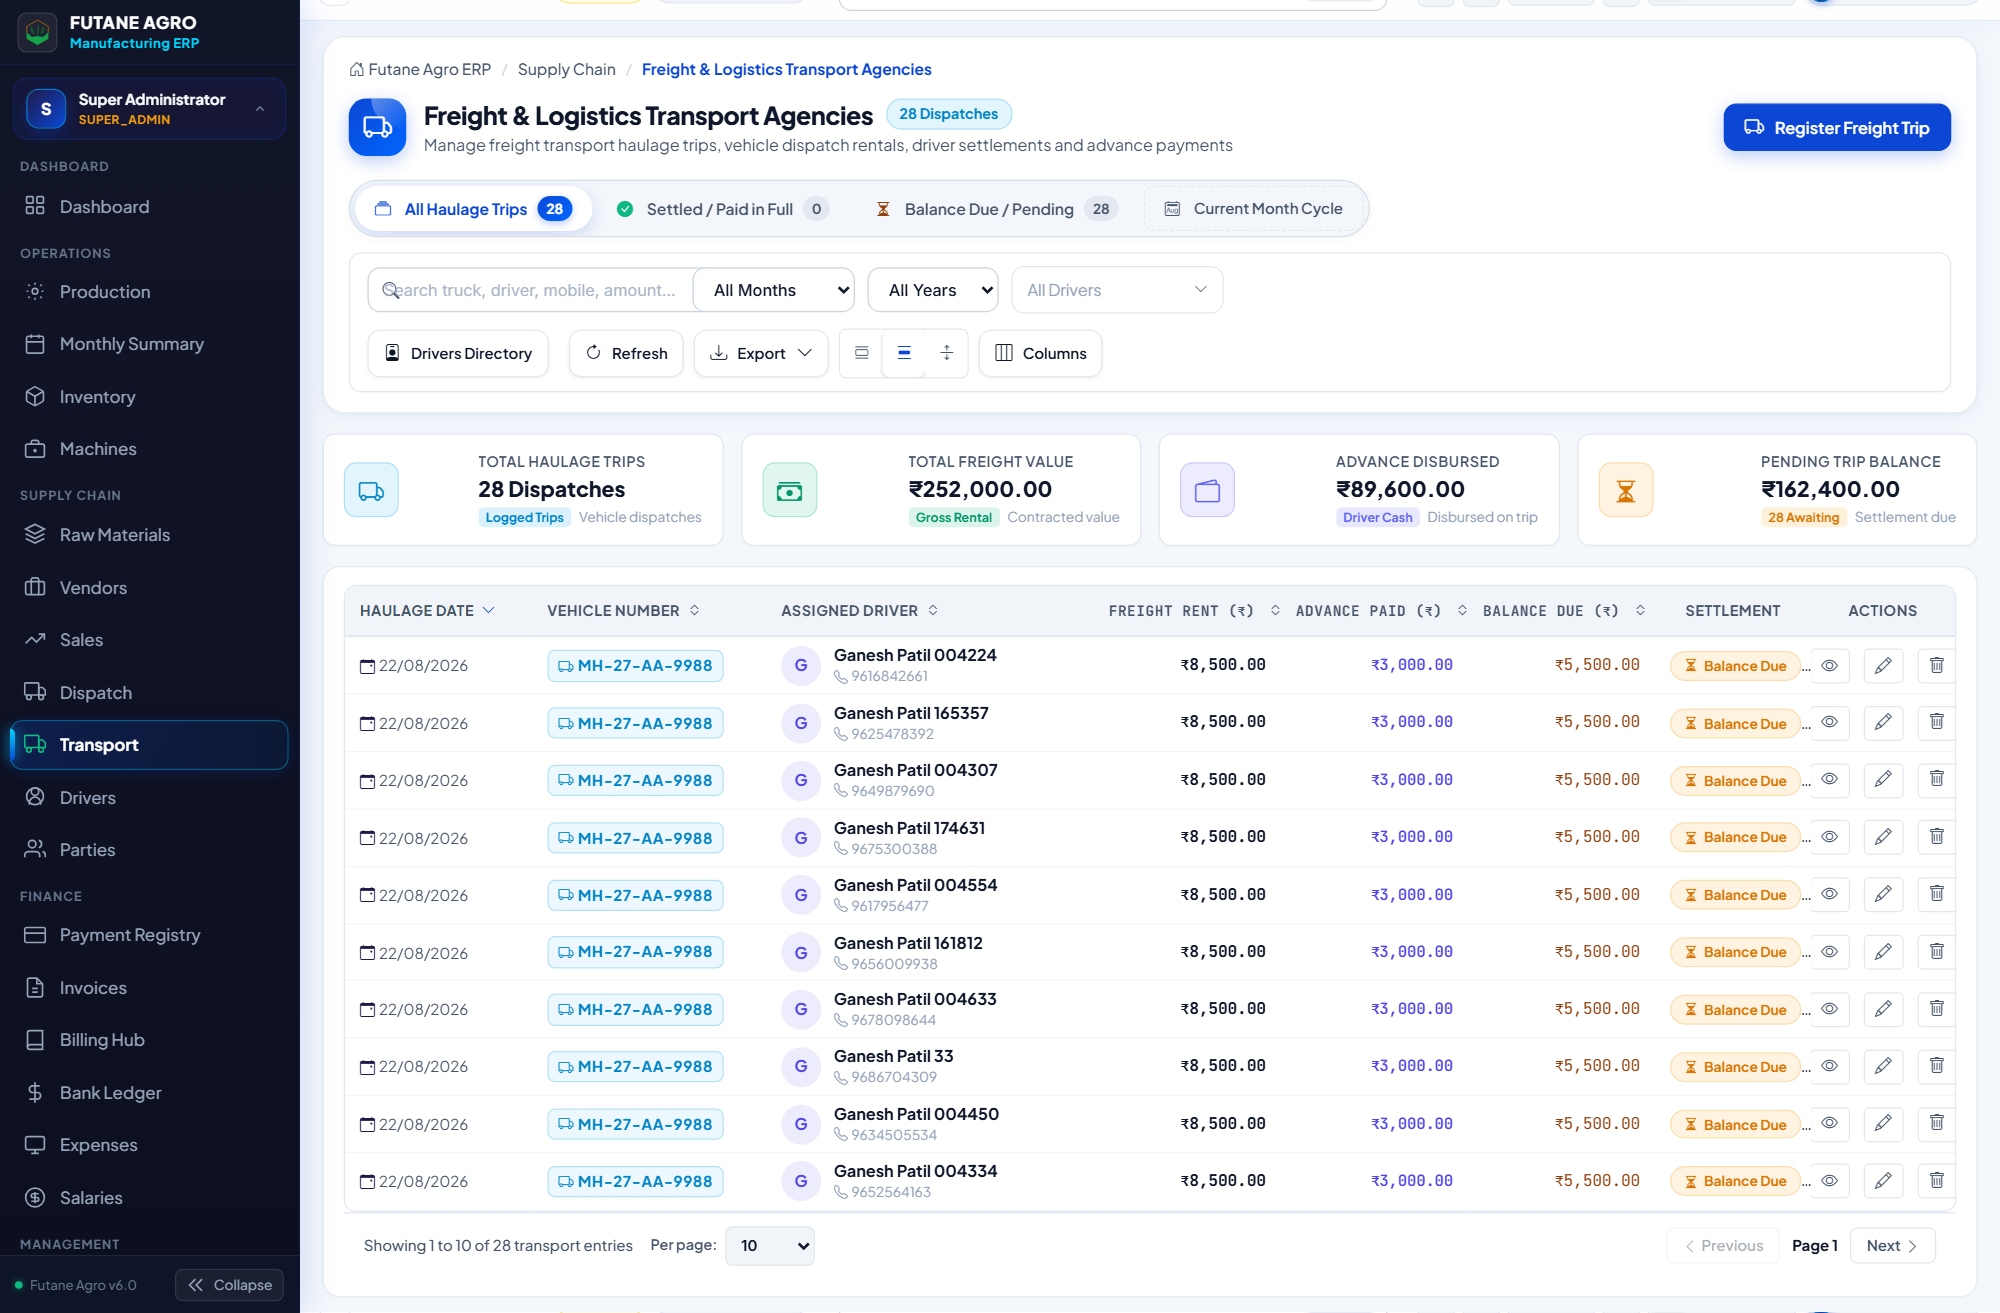 FUTANE AGRO
Manufacturing ERP
S
Super Administrator
SUPER_ADMIN
DASHBOARD
Dashboard
OPERATIONS
Production
Monthly Summary
Inventory
Machines
SUPPLY CHAIN
Raw Materials
Vendors
Sales
Dispatch
Transport
Drivers
Parties
FINANCE
Payment Registry
Invoices
Billing Hub
Bank Ledger
Expenses
Salaries
MANAGEMENT
Futane Agro v6.0
Collapse
Futane Agro ERP / Supply Chain / Freight & Logistics Transport Agencies
Freight & Logistics Transport Agencies 28 Dispatches
Manage freight transport haulage trips, vehicle dispatch rentals, driver settlements and advance payments
Register Freight Trip
All Haulage Trips 28 Settled / Paid in Full 0 Balance Due / Pending 28 Aug Current Month Cycle
Search truck, driver, mobile, amount... All Months All Years All Drivers
Drivers Directory Refresh Export Columns
TOTAL HAULAGE TRIPS
28 Dispatches
Logged Trips Vehicle dispatches
TOTAL FREIGHT VALUE
₹252,000.00
Gross Rental Contracted value
ADVANCE DISBURSED
₹89,600.00
Driver Cash Disbursed on trip
PENDING TRIP BALANCE
₹162,400.00
28 Awaiting Settlement due
HAULAGE DATE VEHICLE NUMBER ASSIGNED DRIVER FREIGHT RENT (₹) ADVANCE PAID (₹) BALANCE DUE (₹) SETTLEMENT ACTIONS
22/08/2026 MH-27-AA-9988 G Ganesh Patil 004224 ₹8,500.00 ₹3,000.00 ₹5,500.00 Balance Due ...
9616842661
22/08/2026 MH-27-AA-9988 G Ganesh Patil 165357 ₹8,500.00 ₹3,000.00 ₹5,500.00 Balance Due ...
9625478392
22/08/2026 MH-27-AA-9988 G Ganesh Patil 004307 ₹8,500.00 ₹3,000.00 ₹5,500.00 Balance Due ...
9649879690
22/08/2026 MH-27-AA-9988 G Ganesh Patil 174631 ₹8,500.00 ₹3,000.00 ₹5,500.00 Balance Due ...
9675300388
22/08/2026 MH-27-AA-9988 G Ganesh Patil 004554 ₹8,500.00 ₹3,000.00 ₹5,500.00 Balance Due ...
9617956477
22/08/2026 MH-27-AA-9988 G Ganesh Patil 161812 ₹8,500.00 ₹3,000.00 ₹5,500.00 Balance Due ...
9656009938
22/08/2026 MH-27-AA-9988 G Ganesh Patil 004633 ₹8,500.00 ₹3,000.00 ₹5,500.00 Balance Due ...
9678098644
22/08/2026 MH-27-AA-9988 G Ganesh Patil 33 ₹8,500.00 ₹3,000.00 ₹5,500.00 Balance Due ...
9686704309
22/08/2026 MH-27-AA-9988 G Ganesh Patil 004450 ₹8,500.00 ₹3,000.00 ₹5,500.00 Balance Due ...
9634505534
22/08/2026 MH-27-AA-9988 G Ganesh Patil 004334 ₹8,500.00 ₹3,000.00 ₹5,500.00 Balance Due ...
9652564163
Showing 1 to 10 of 28 transport entries Per page: 10 Previous Page 1 Next